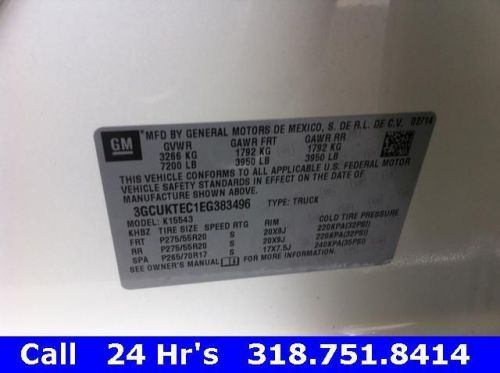 GM
MFD BY GENERAL MOTORS DE MEXICO, S. DE R.L. DE C.V. 02/14
GVWR GAWR FRT GAWR RR
3266 KG 1792 KG 1792 KG
7200 LB 3950 LB 3950 LB
THIS VEHICLE CONFORMS TO ALL APPLICABLE U.S. FEDERAL MOTOR
VEHICLE SAFETY STANDARDS IN EFFECT ON THE DATE OF
MANUFACTURE SHOWN ABOVE.
3GCUKTEC1EG383496 TYPE: TRUCK
MODEL: K15543
KHBZ TIRE SIZE SPEED RTG RIM COLD TIRE PRESSURE
FRT P275/55R20 S 20X9J 220KPA(32PSI)
RR P275/55R20 S 20X9J 220KPA(32PSI)
SPA P265/70R17 S 17X7.5J 240KPA(35PSI)
SEE OWNER'S MANUAL FOR MORE INFORMATION.
Call 24 Hr's 318.751.8414